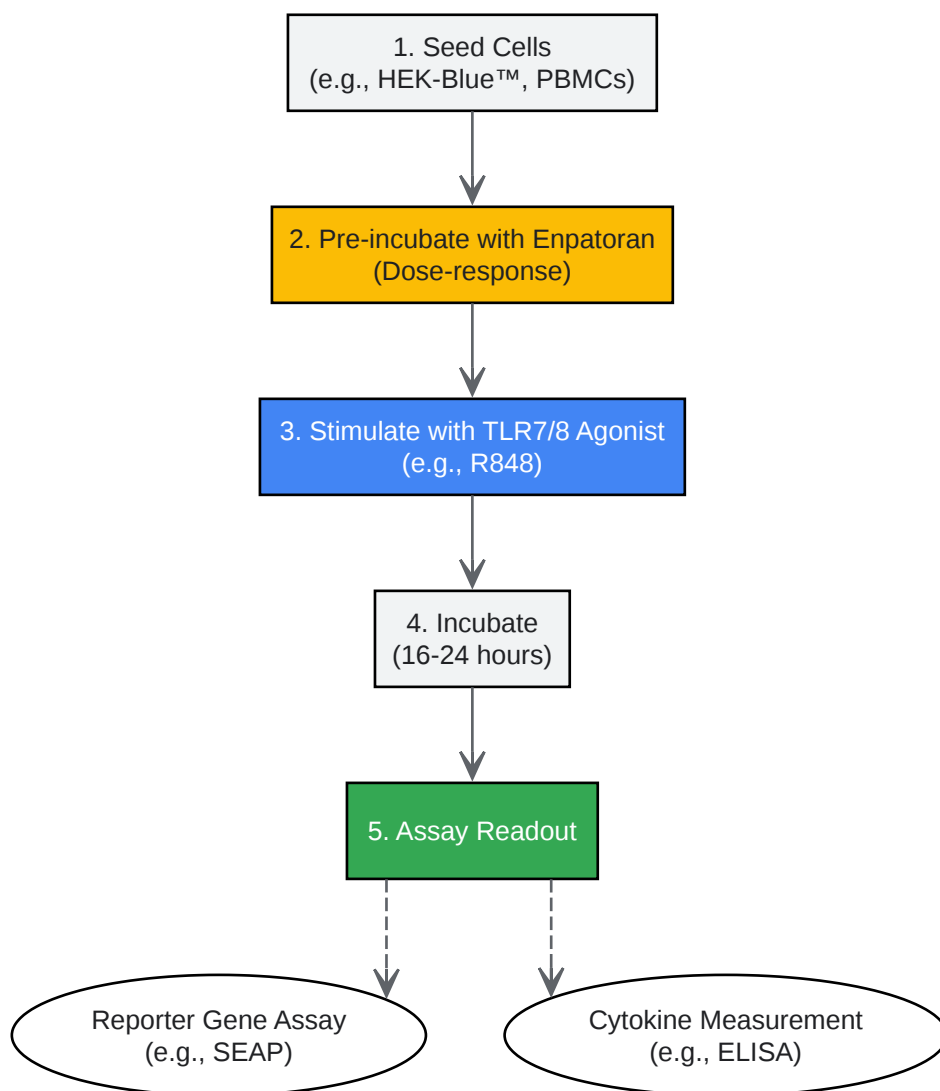 1. Seed Cells
(e.g., HEK-Blue™, PBMCs)
2. Pre-incubate with Enpatoran
(Dose-response)
3. Stimulate with TLR7/8 Agonist
(e.g., R848)
4. Incubate
(16-24 hours)
5. Assay Readout
Reporter Gene Assay
(e.g., SEAP)
Cytokine Measurement
(e.g., ELISA)